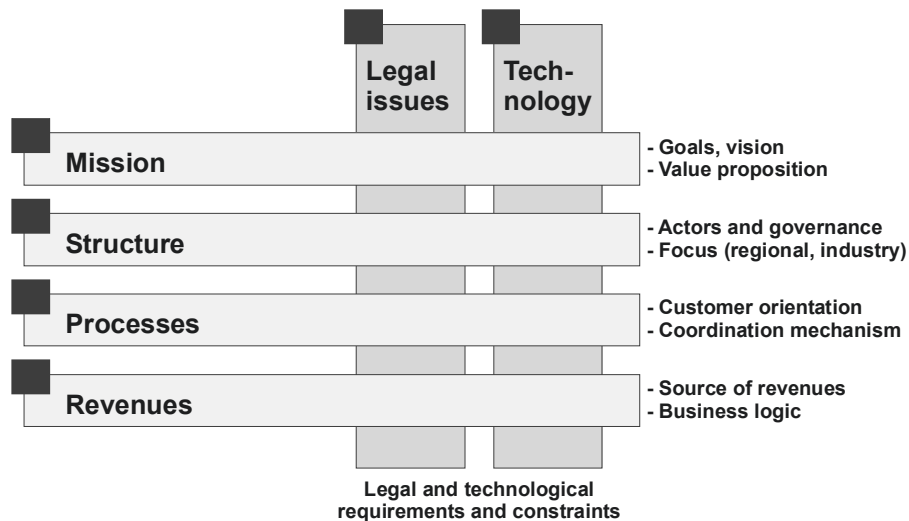 Legal
issues
Tech-
nology
Mission
- Goals, vision
- Value proposition
Structure
- Actors and governance
- Focus (regional, industry)
Processes
- Customer orientation
- Coordination mechanism
Revenues
- Source of revenues
- Business logic
Legal and technological
requirements and constraints